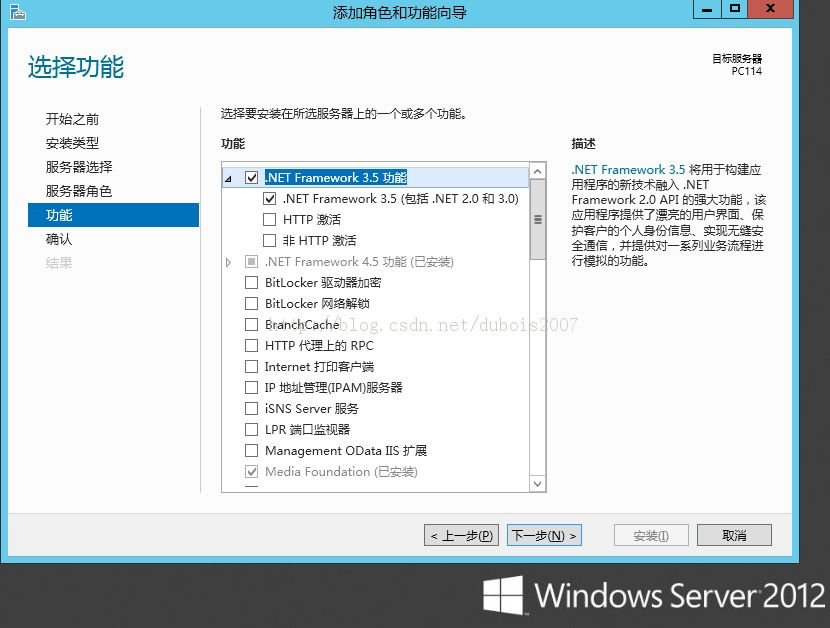 添加角色和功能向导
选择功能
目标服务器
PC114
开始之前
安装类型
服务器选择
服务器角色
功能
确认
结果
选择要安装在所选服务器上的一个或多个功能。
功能
.NET Framework 3.5 功能
.NET Framework 3.5 (包括 .NET 2.0 和 3.0)
HTTP 激活
非 HTTP 激活
.NET Framework 4.5 功能 (已安装)
BitLocker 驱动器加密
BitLocker 网络解锁
BranchCache
HTTP 代理上的 RPC
Internet 打印客户端
IP 地址管理(IPAM)服务器
iSNS Server 服务
LPR 端口监视器
Management OData IIS 扩展
Media Foundation (已安装)
描述
.NET Framework 3.5 将用于构建应
用程序的新技术融入 .NET
Framework 2.0 API 的强大功能，该
应用程序提供了漂亮的用户界面、保
护客户的个人身份信息、实现无缝安
全通信，并提供对一系列业务流程进
行模拟的功能。
http://blog.csdn.net/dubois2007
< 上一步(P)
下一步(N) >
安装(I)
取消
Windows Server 2012